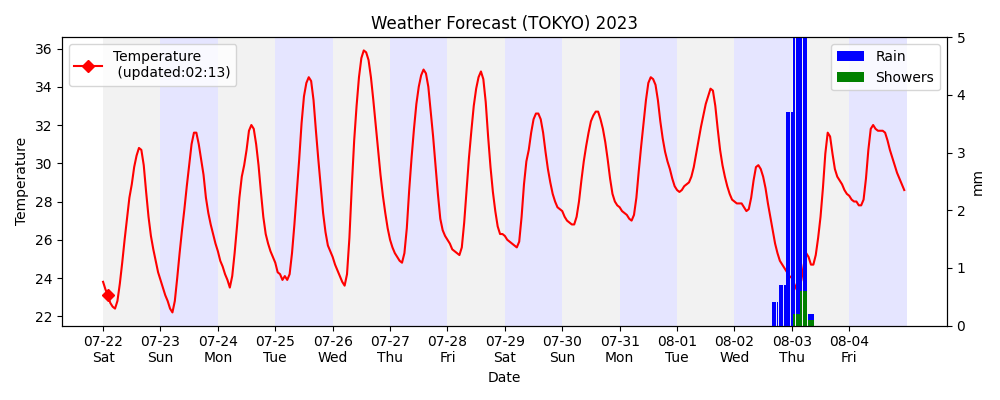 Weather Forecast (TOKYO) 2023
Temperature
(updated:02:13)
Rain
Showers
Temperature
36
34
32
30
28
26
24
22
5
4
3
2
1
0
mm
07-22 07-23 07-24 07-25 07-26 07-27 07-28 07-29 07-30 07-31 08-01 08-02 08-03 08-04
Sat Sun Mon Tue Wed Thu Fri Sat Sun Mon Tue Wed Thu Fri
Date